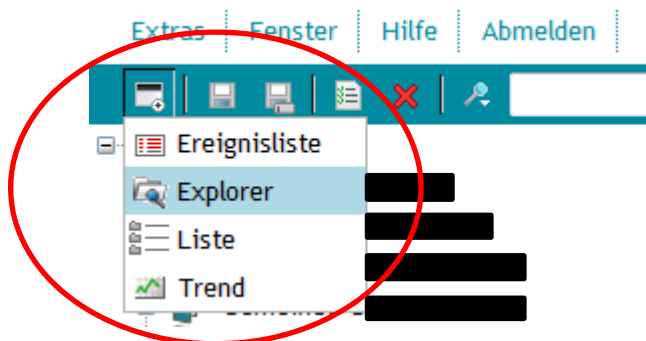 Extras Fenster Hilfe Abmelden
Ereignisliste
Explorer
Liste
Trend